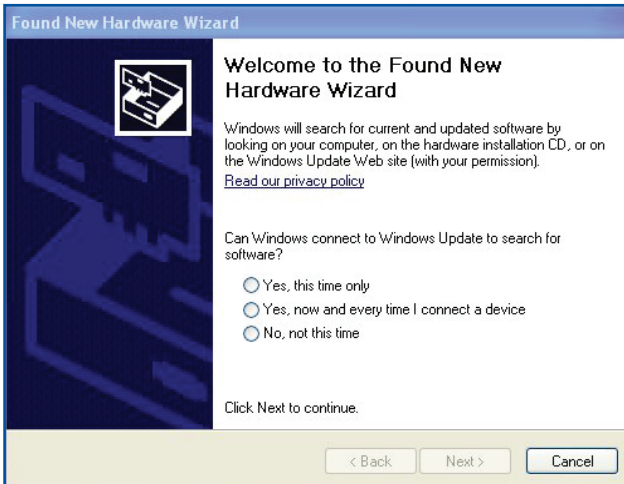 Found New Hardware Wizard
Welcome to the Found New
Hardware Wizard
Windows will search for current and updated software by
looking on your computer, on the hardware installation CD, or on
the Windows Update Web site (with your permission).
Read our privacy policy
Can Windows connect to Windows Update to search for
software?
Yes, this time only
Yes, now and every time I connect a device
No, not this time
Click Next to continue.
< Back Next > Cancel